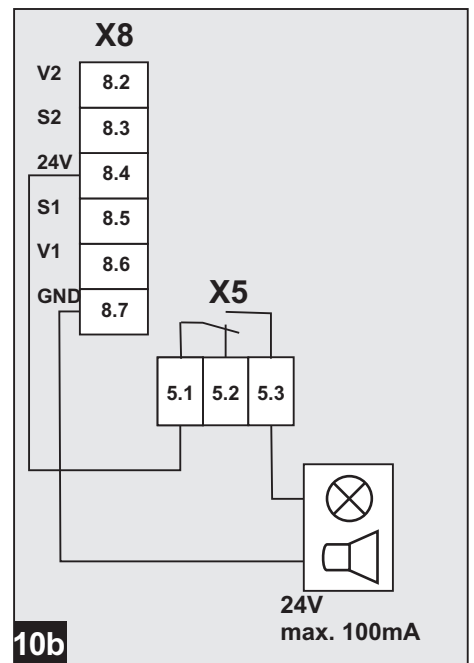 X8
V2 8.2
S2 8.3
24V 8.4
S1 8.5
V1 8.6
GND 8.7
X5
5.1 5.2 5.3
24V
max. 100mA
10b